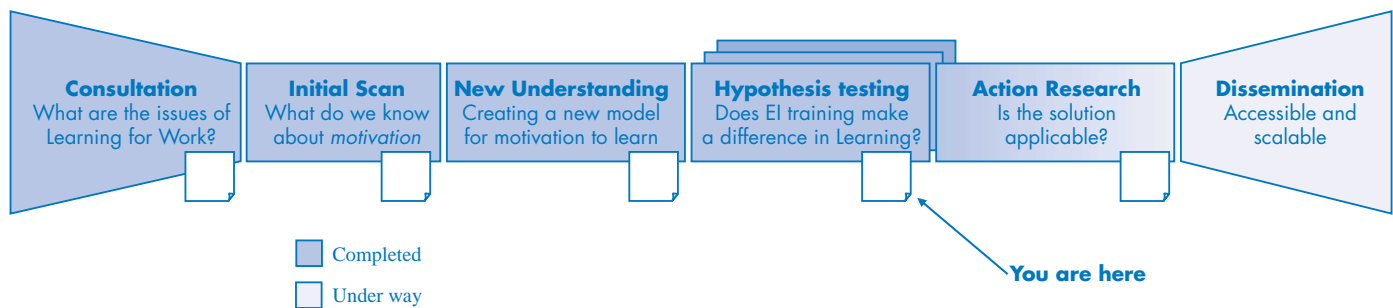 Consultation
What are the issues of
Learning for Work?
Initial Scan
What do we know
about motivation
New Understanding
Creating a new model
for motivation to learn
Hypothesis testing
Does EI training make
a difference in Learning?
Action Research
Is the solution
applicable?
Dissemination
Accessible and
scalable
Completed
Under way
You are here